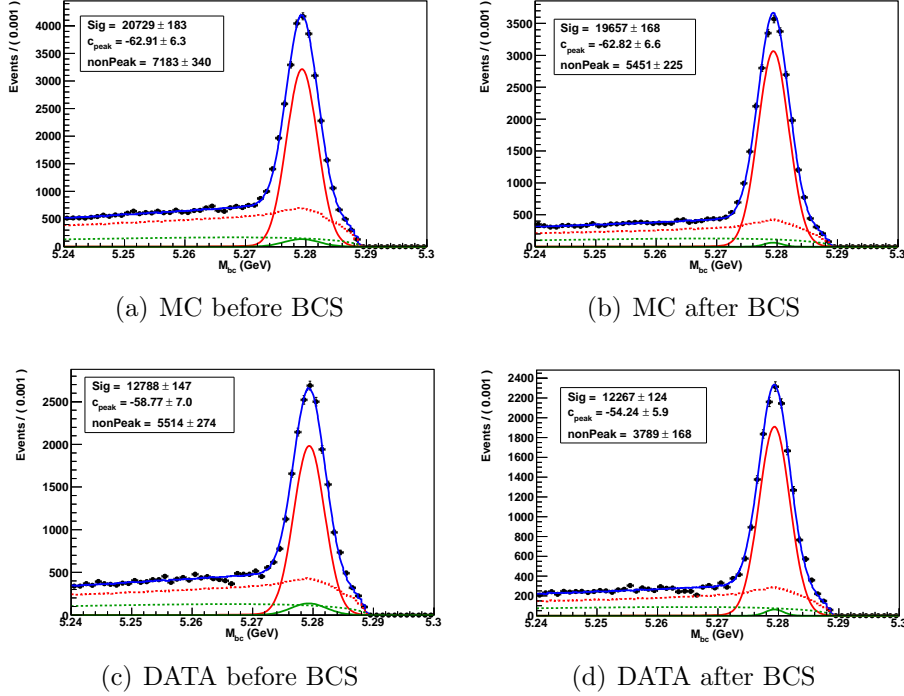 Events / ( 0.001 )
4000
3500
3000
2500
2000
1500
1000
500
0
Sig = 20729 ± 183
c_peak = -62.91 ± 6.3
nonPeak = 7183 ± 340
5.24 5.25 5.26 5.27 5.28 5.29 5.3
M_bc (GeV)
(a) MC before BCS
Events / ( 0.001 )
3500
3000
2500
2000
1500
1000
500
0
Sig = 19657 ± 168
c_peak = -62.82 ± 6.6
nonPeak = 5451 ± 225
5.24 5.25 5.26 5.27 5.28 5.29 5.3
M_bc (GeV)
(b) MC after BCS
Events / ( 0.001 )
2500
2000
1500
1000
500
0
Sig = 12788 ± 147
c_peak = -58.77 ± 7.0
nonPeak = 5514 ± 274
5.24 5.25 5.26 5.27 5.28 5.29 5.3
M_bc (GeV)
(c) DATA before BCS
Events / ( 0.001 )
2400
2200
2000
1800
1600
1400
1200
1000
800
600
400
200
0
Sig = 12267 ± 124
c_peak = -54.24 ± 5.9
nonPeak = 3789 ± 168
5.24 5.25 5.26 5.27 5.28 5.29 5.3
M_bc (GeV)
(d) DATA after BCS